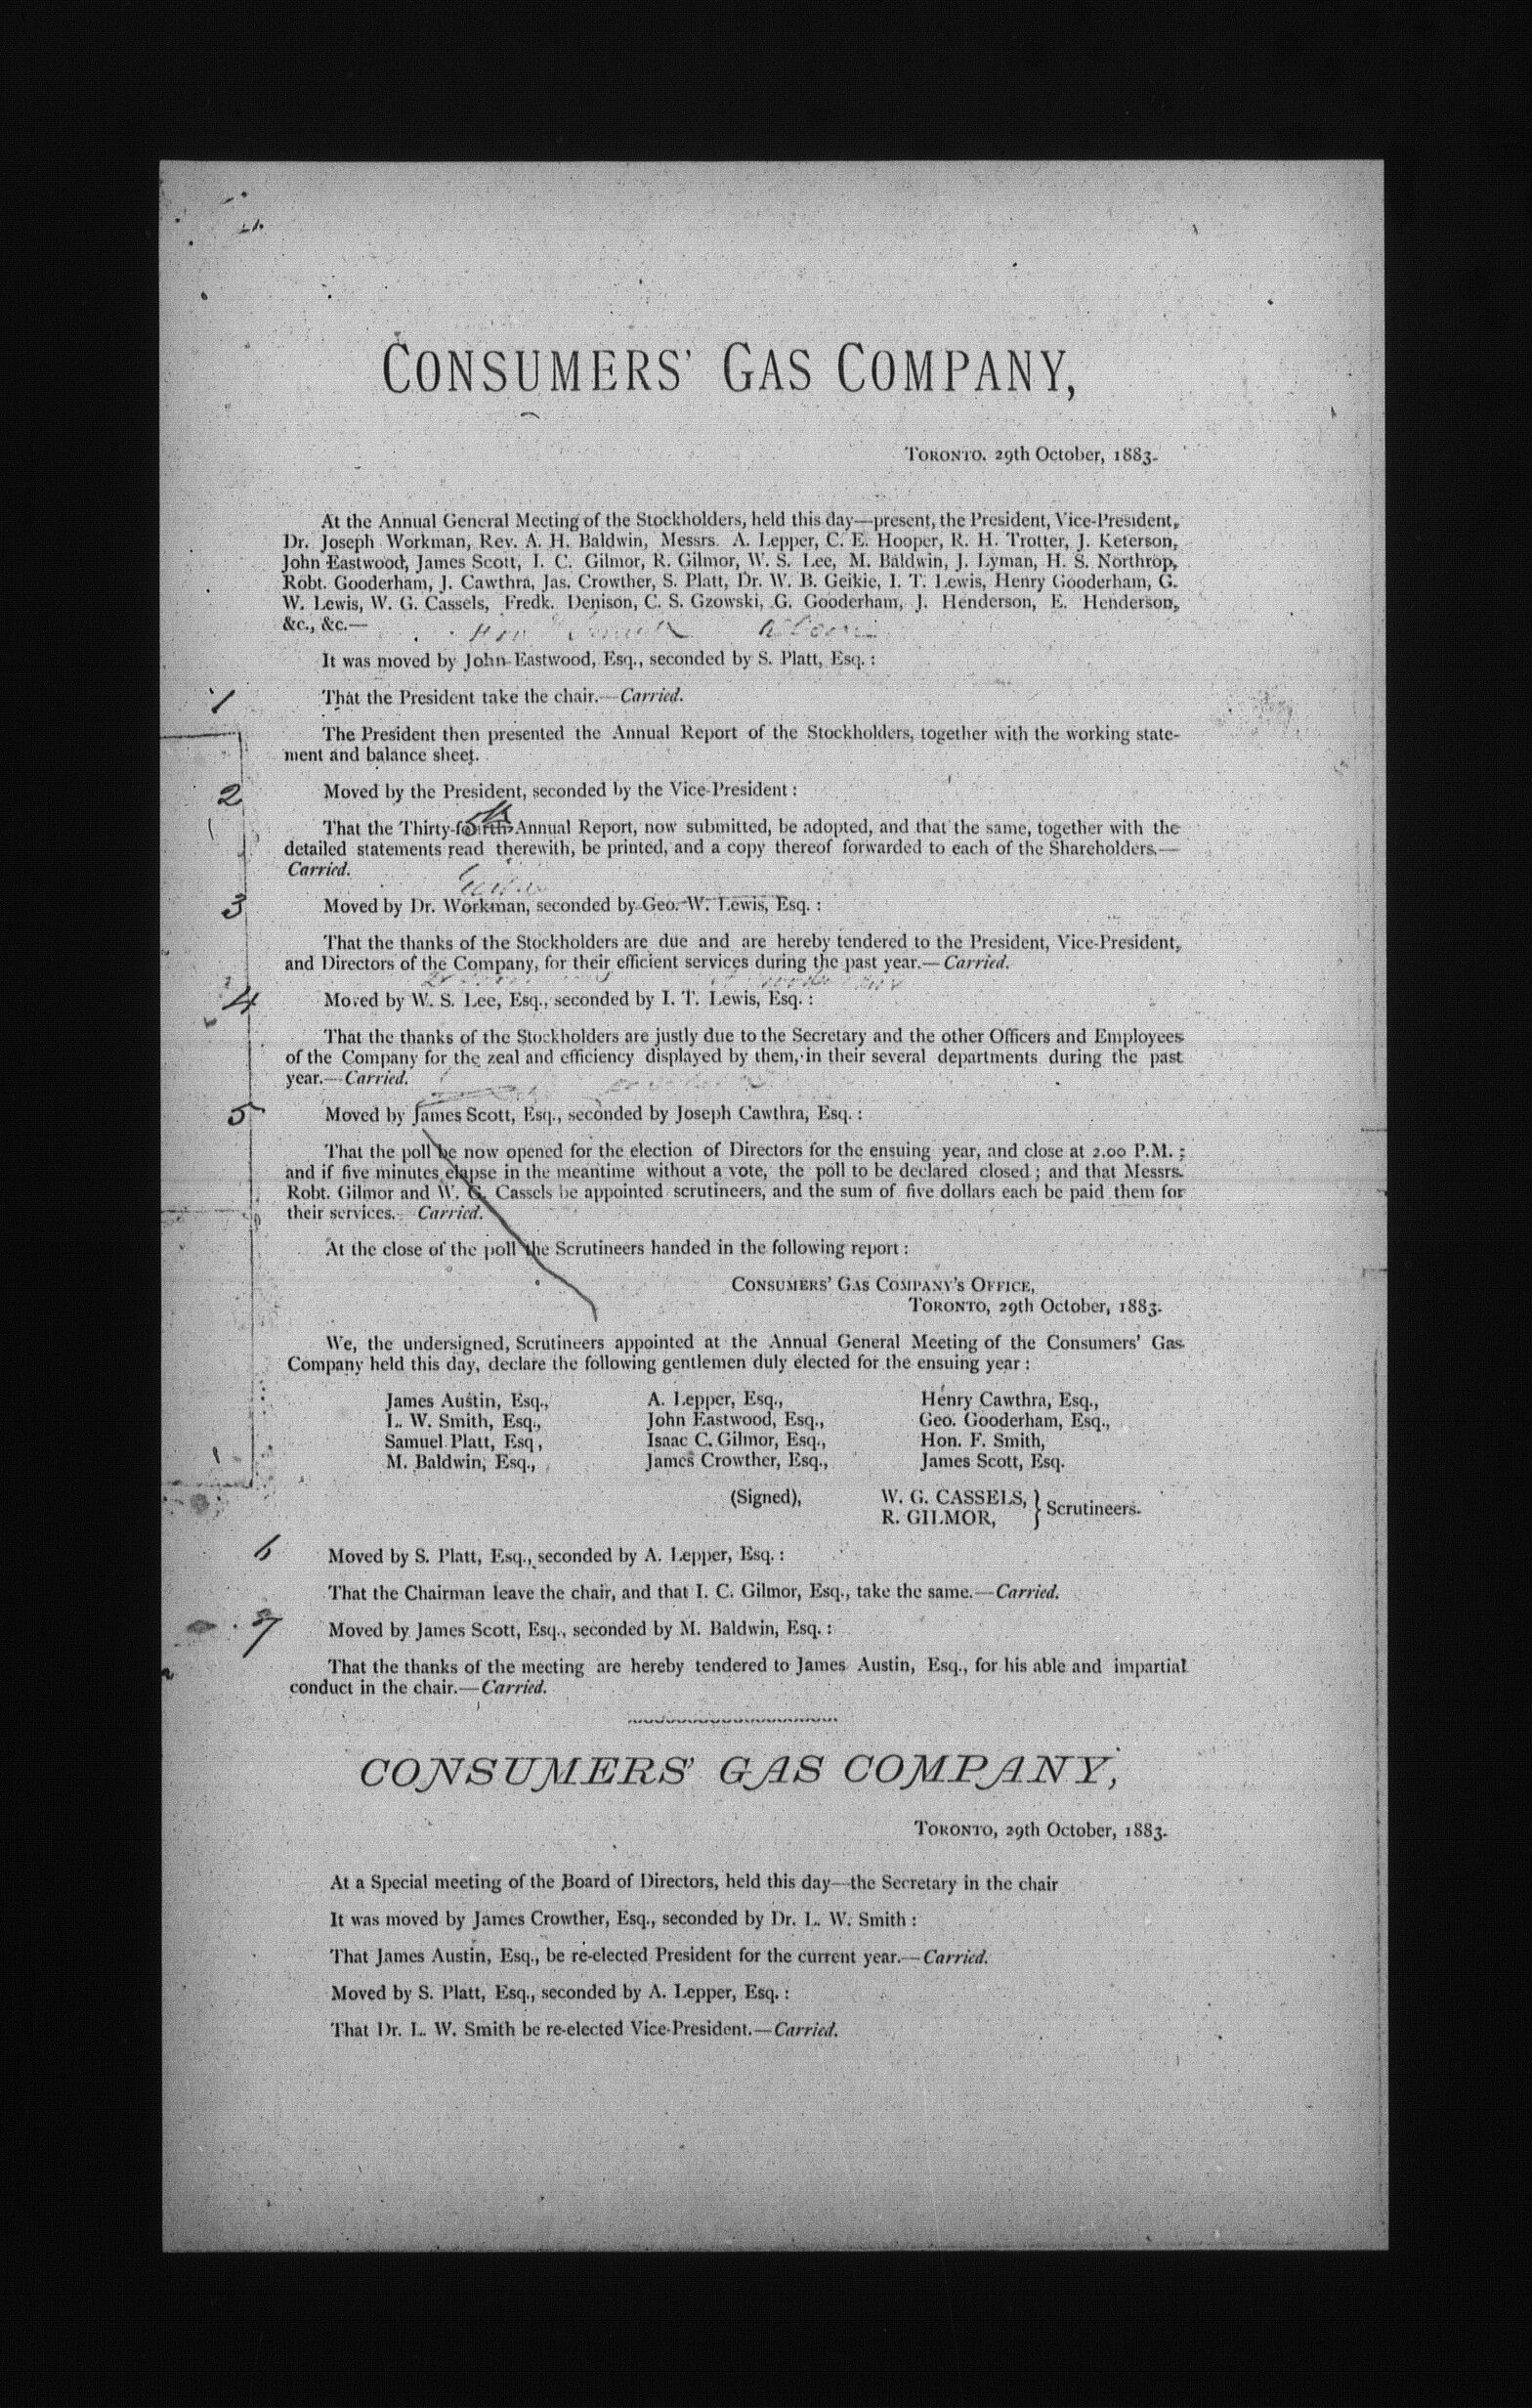 CONSUMERS' GAS COMPANY,
TORONTO, 29th October, 1883.
At the Annual General Meeting of the Stockholders, held this day—present, the President, Vice-President,
Dr. Joseph Workman, Rev. A. H. Baldwin, Messrs. A. Lepper, C. E. Hooper, R. H. Trotter, J. Keterson,
John Eastwood, James Scott, I. C. Gilmor, R. Gilmor, W. S. Lee, M. Baldwin, J. Lyman, H. S. Northrop,
Robt. Gooderham, J. Cawthra, Jas. Crowther, S. Platt, Dr. W. B. Geikie, I. T. Lewis, Henry Gooderham, G.
W. Lewis, W. G. Cassels, Fredk. Denison, C. S. Gzowski, G. Gooderham, J. Henderson, E. Henderson,
&c., &c.—
It was moved by John Eastwood, Esq., seconded by S. Platt, Esq. :
1 That the President take the chair.—Carried.
The President then presented the Annual Report of the Stockholders, together with the working state-
ment and balance sheet.
2 Moved by the President, seconded by the Vice-President :
5th
That the Thirty-fourth Annual Report, now submitted, be adopted, and that the same, together with the
detailed statements read therewith, be printed, and a copy thereof forwarded to each of the Shareholders.—
Carried.
3 Moved by Dr. Workman, seconded by Geo. W. Lewis, Esq. :
That the thanks of the Stockholders are due and are hereby tendered to the President, Vice-President,
and Directors of the Company, for their efficient services during the past year.—Carried.
4 Moved by W. S. Lee, Esq., seconded by I. T. Lewis, Esq. :
That the thanks of the Stockholders are justly due to the Secretary and the other Officers and Employees
of the Company for the zeal and efficiency displayed by them, in their several departments during the past
year.—Carried.
5 Moved by James Scott, Esq., seconded by Joseph Cawthra, Esq. :
That the poll be now opened for the election of Directors for the ensuing year, and close at 2.00 P.M. ;
and if five minutes elapse in the meantime without a vote, the poll to be declared closed ; and that Messrs.
Robt. Gilmor and W. G. Cassels be appointed scrutineers, and the sum of five dollars each be paid them for
their services.—Carried.
At the close of the poll the Scrutineers handed in the following report :
CONSUMERS' GAS COMPANY'S OFFICE,
TORONTO, 29th October, 1883.
We, the undersigned, Scrutineers appointed at the Annual General Meeting of the Consumers' Gas
Company held this day, declare the following gentlemen duly elected for the ensuing year :
James Austin, Esq., A. Lepper, Esq., Henry Cawthra, Esq.,
L. W. Smith, Esq., John Eastwood, Esq., Geo. Gooderham, Esq.,
Samuel Platt, Esq, Isaac C. Gilmor, Esq., Hon. F. Smith,
M. Baldwin, Esq., James Crowther, Esq., James Scott, Esq.
(Signed), W. G. CASSELS, } Scrutineers.
R. GILMOR,
6 Moved by S. Platt, Esq., seconded by A. Lepper, Esq. :
That the Chairman leave the chair, and that I. C. Gilmor, Esq., take the same.—Carried.
7 Moved by James Scott, Esq., seconded by M. Baldwin, Esq. :
That the thanks of the meeting are hereby tendered to James Austin, Esq., for his able and impartial
conduct in the chair.—Carried.
CONSUMERS' GAS COMPANY,
TORONTO, 29th October, 1883.
At a Special meeting of the Board of Directors, held this day—the Secretary in the chair
It was moved by James Crowther, Esq., seconded by Dr. L. W. Smith :
That James Austin, Esq., be re-elected President for the current year.—Carried.
Moved by S. Platt, Esq., seconded by A. Lepper, Esq. :
That Dr. L. W. Smith be re-elected Vice-President.—Carried.